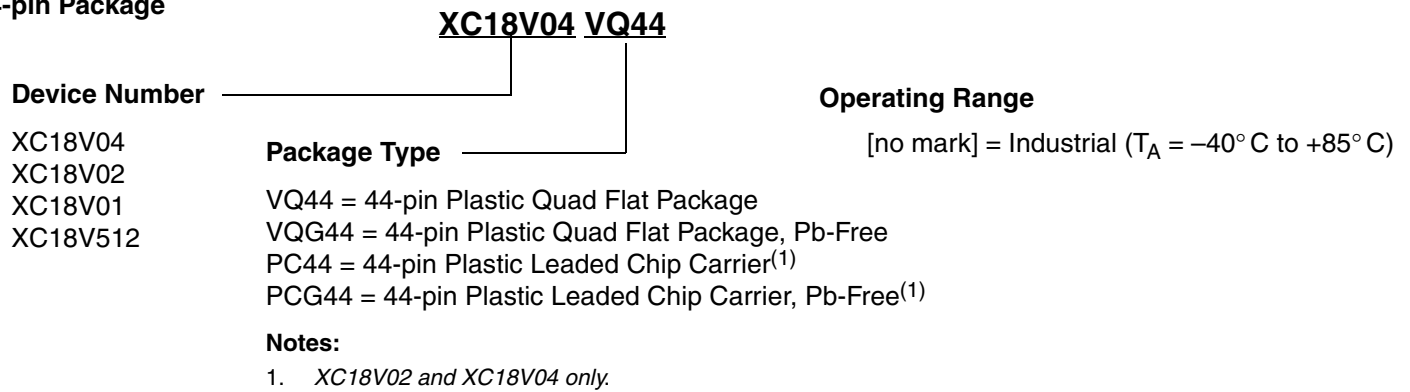 -pin Package
XC18V04 VQ44
Device Number
XC18V04
XC18V02
XC18V01
XC18V512
Package Type
VQ44 = 44-pin Plastic Quad Flat Package
VQG44 = 44-pin Plastic Quad Flat Package, Pb-Free
PC44 = 44-pin Plastic Leaded Chip Carrier(1)
PCG44 = 44-pin Plastic Leaded Chip Carrier, Pb-Free(1)
Notes:
1. XC18V02 and XC18V04 only.
Operating Range
[no mark] = Industrial (TA = –40° C to +85° C)